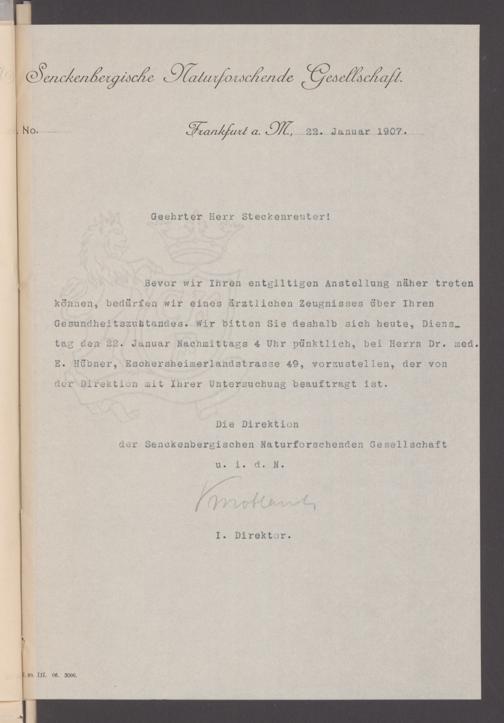 Senckenbergische Naturforschende Gesellschaft.
No.
Frankfurt a. M., 22. Januar 1907.
Geehrter Herr Steckenreuter!
Bevor wir Ihren entgiltigen Anstellung näher treten
können, bedürfen wir eines ärztlichen Zeugnisses über Ihren
Gesundheitszustandes. Wir bitten Sie deshalb sich heute, Diens_
tag den 22. Januar Nachmittags 4 Uhr pünktlich, bei Herrn Dr. med.
E. Hübner, Eschersheimerlandstrasse 49, vorzustellen, der von
der Direktion mit Ihrer Untersuchung beauftragt ist.
Die Direktion
der Senckenbergischen Naturforschenden Gesellschaft
u. i. d. N.
I. Direktor.
III. 06. 3000.